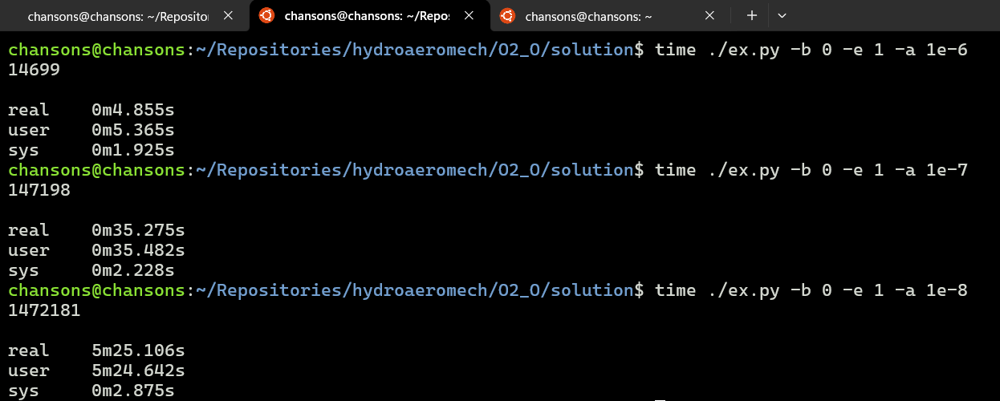 chansons@chansons: ~/Repositor
chansons@chansons: ~/Repos
chansons@chansons: ~
chansons@chansons:~/Repositories/hydroaeromech/O2_O/solution$ time ./ex.py -b 0 -e 1 -a 1e-6
14699
real    0m4.855s
user    0m5.365s
sys     0m1.925s
chansons@chansons:~/Repositories/hydroaeromech/O2_O/solution$ time ./ex.py -b 0 -e 1 -a 1e-7
147198
real    0m35.275s
user    0m35.482s
sys     0m2.228s
chansons@chansons:~/Repositories/hydroaeromech/O2_O/solution$ time ./ex.py -b 0 -e 1 -a 1e-8
1472181
real    5m25.106s
user    5m24.642s
sys     0m2.875s